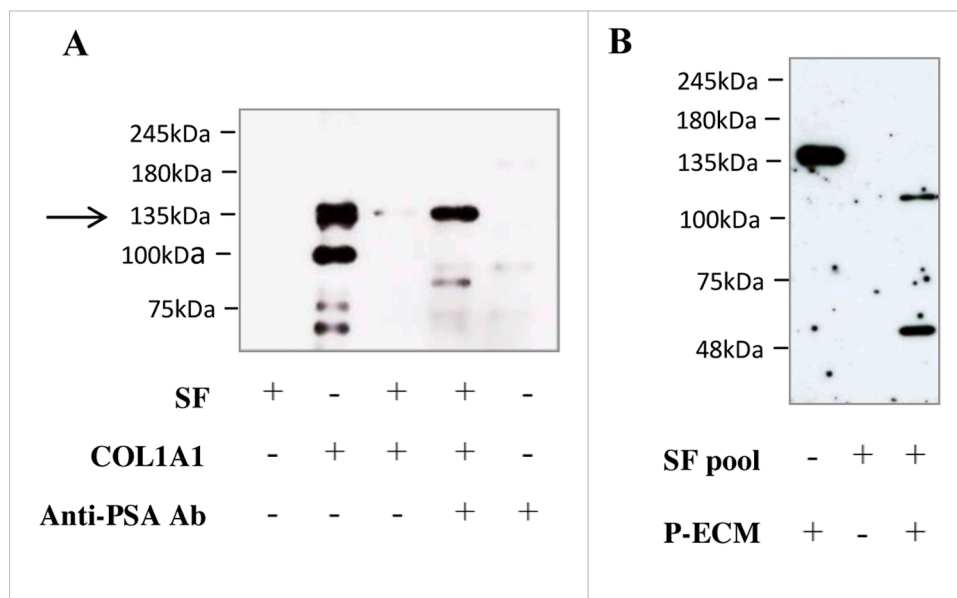 A
245kDa
180kDa
135kDa
100kDa
75kDa
SF + - + + -
COL1A1 - + + + -
Anti-PSA Ab - - - + +
B
245kDa
180kDa
135kDa
100kDa
75kDa
48kDa
SF pool - + +
P-ECM + - +